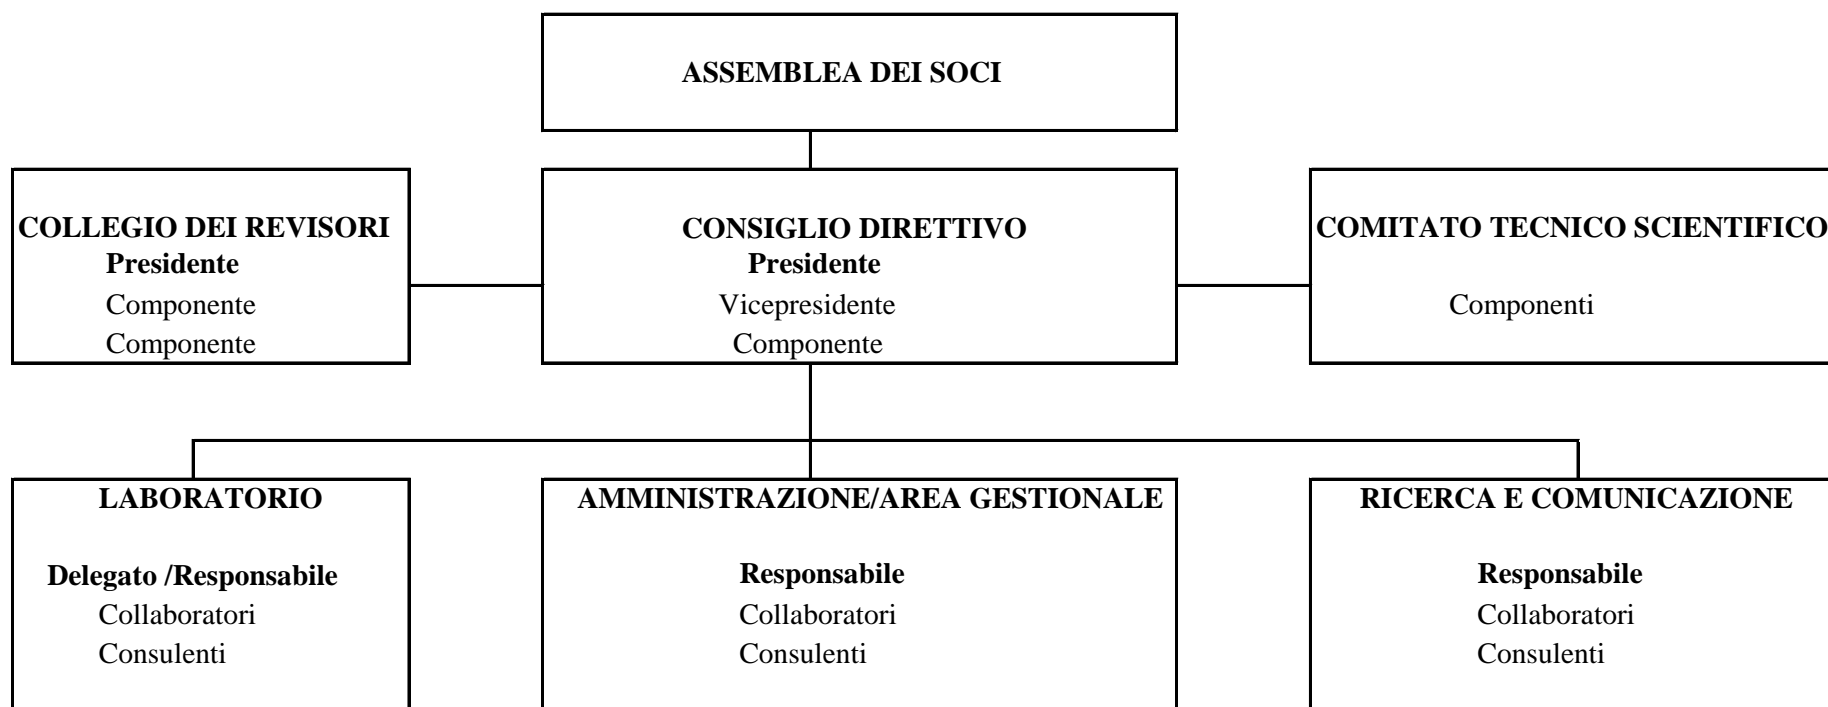 ASSEMBLEA DEI SOCI
COLLEGIO DEI REVISORI
Presidente
Componente
Componente
CONSIGLIO DIRETTIVO
Presidente
Vicepresidente
Componente
COMITATO TECNICO SCIENTIFICO
Componenti
LABORATORIO
Delegato /Responsabile
Collaboratori
Consulenti
AMMINISTRAZIONE/AREA GESTIONALE
Responsabile
Collaboratori
Consulenti
RICERCA E COMUNICAZIONE
Responsabile
Collaboratori
Consulenti